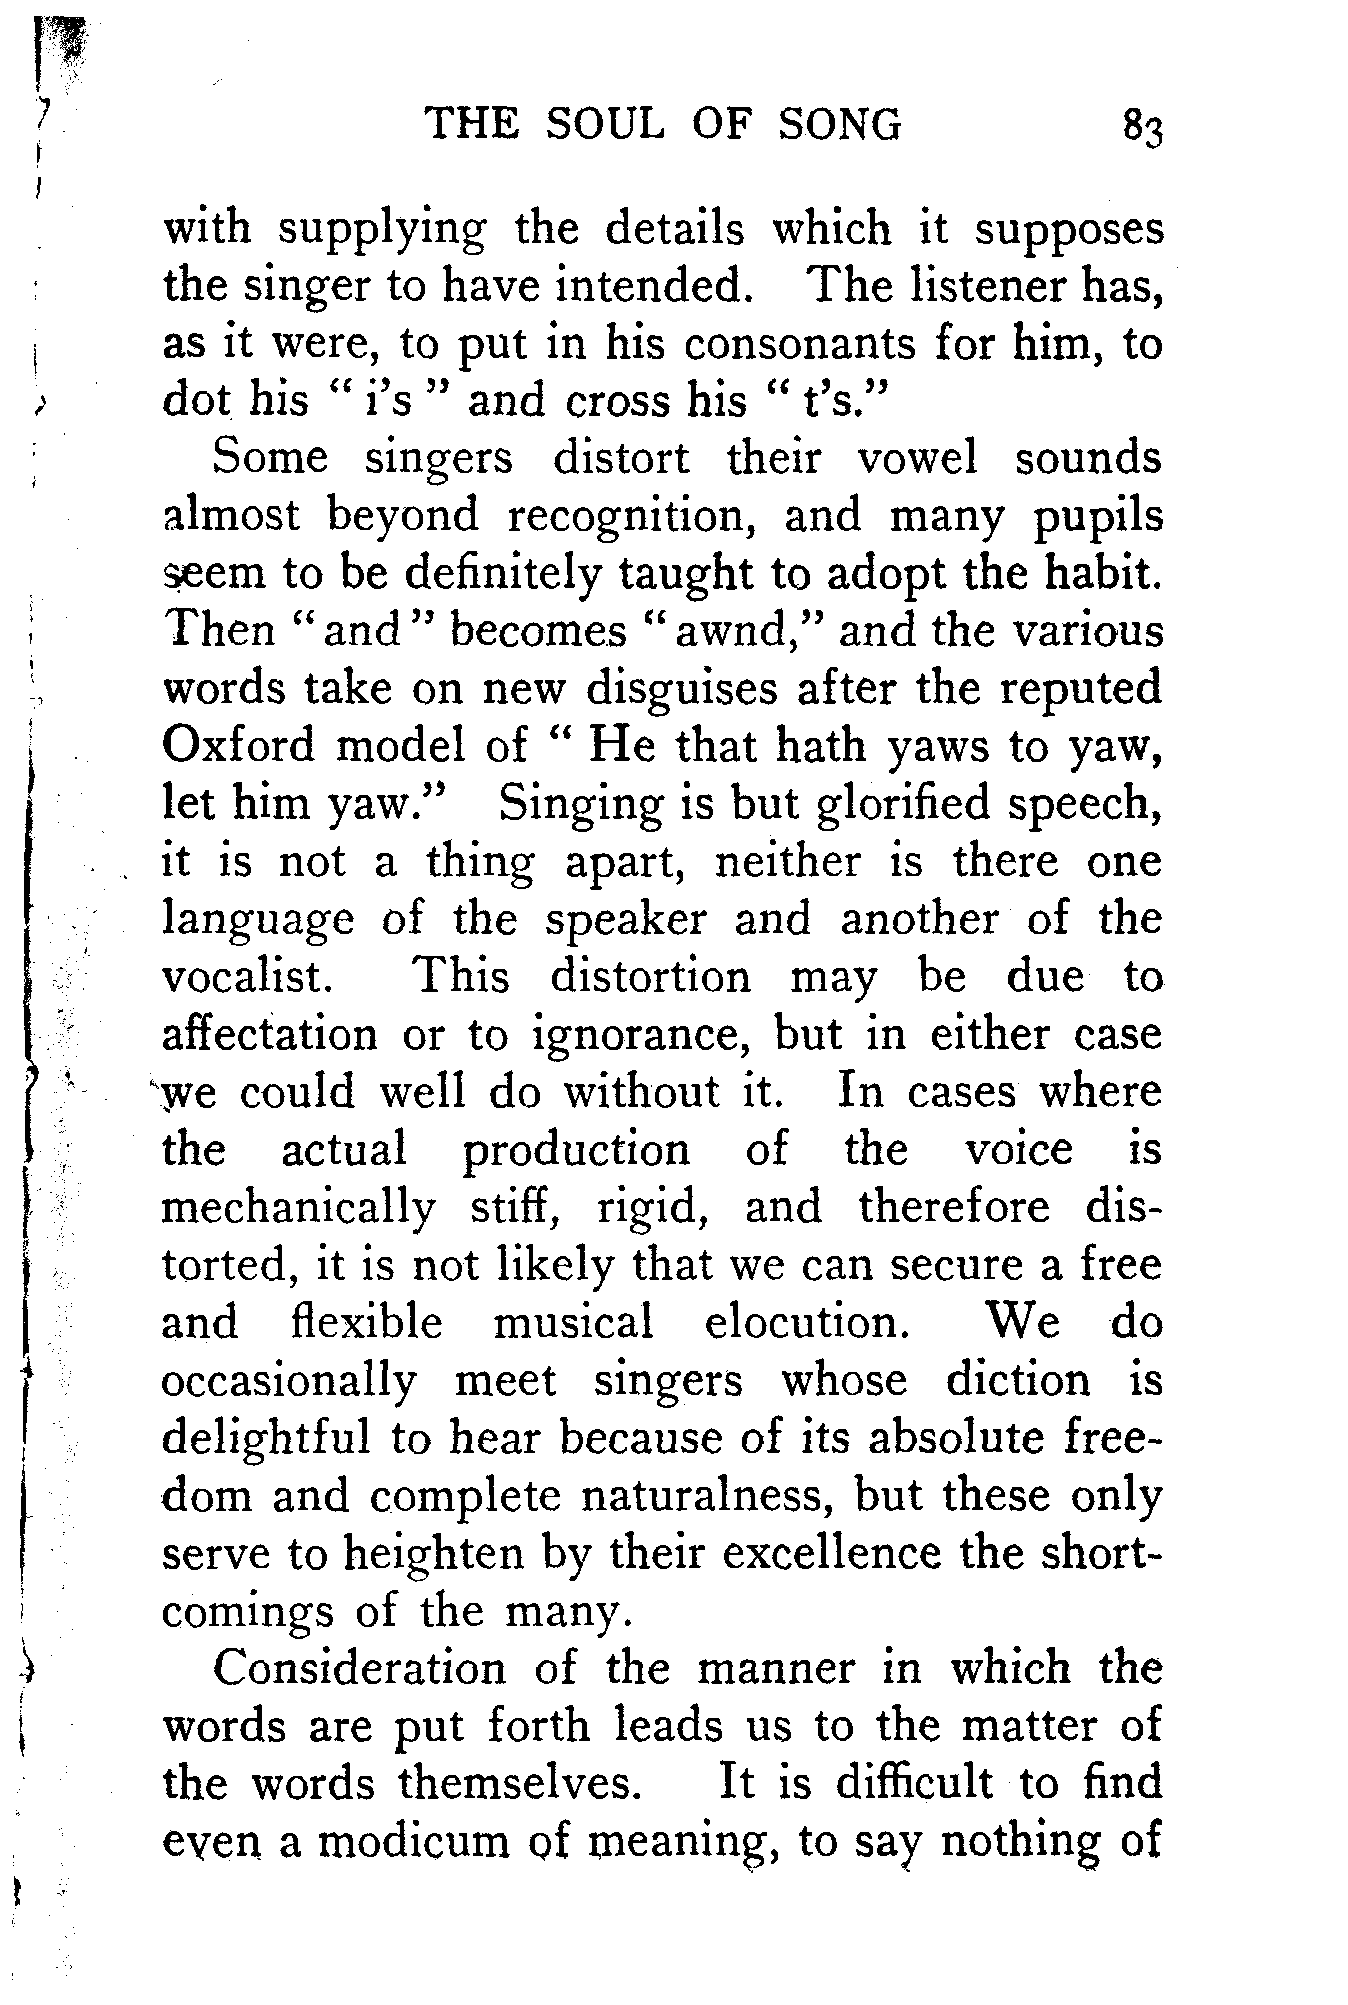 THE SOUL OF SONG 83
with supplying the details which it supposes
the singer to have intended. The listener has,
as it were, to put in his consonants for him, to
dot his " i's " and cross his " t's."
Some singers distort their vowel sounds
almost beyond recognition, and many pupils
seem to be definitely taught to adopt the habit.
Then " and " becomes " awnd," and the various
words take on new disguises after the reputed
Oxford model of " He that hath yaws to yaw,
let him yaw." Singing is but glorified speech,
it is not a thing apart, neither is there one
language of the speaker and another of the
vocalist. This distortion may be due to
affectation or to ignorance, but in either case
we could well do without it. In cases where
the actual production of the voice is
mechanically stiff, rigid, and therefore dis-
torted, it is not likely that we can secure a free
and flexible musical elocution. We do
occasionally meet singers whose diction is
delightful to hear because of its absolute free-
dom and complete naturalness, but these only
serve to heighten by their excellence the short-
comings of the many.
Consideration of the manner in which the
words are put forth leads us to the matter of
the words themselves. It is difficult to find
even a modicum of meaning, to say nothing of